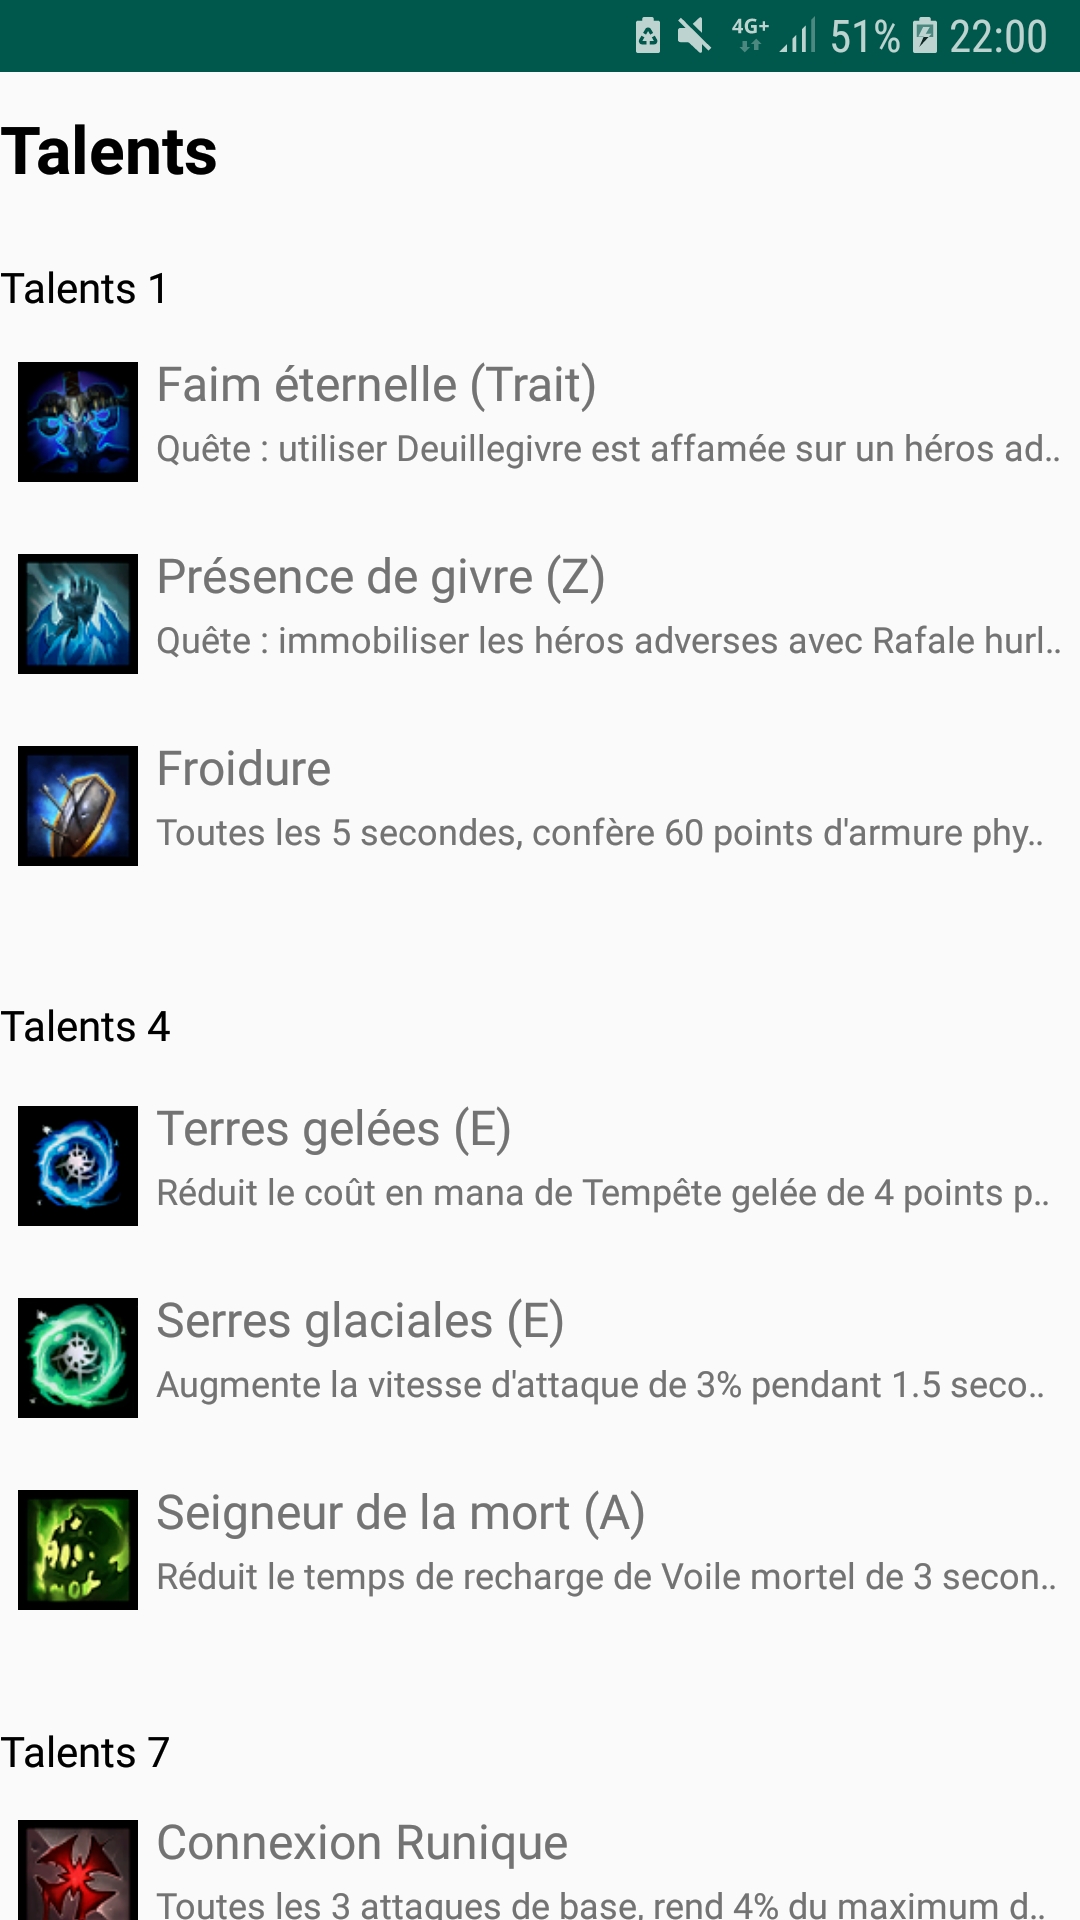 4G+ 51% 22:00
Talents
Talents 1
Faim éternelle (Trait)
Quête : utiliser Deuillegivre est affamée sur un héros ad..
Présence de givre (Z)
Quête : immobiliser les héros adverses avec Rafale hurl..
Froidure
Toutes les 5 secondes, confère 60 points d'armure phy..
Talents 4
Terres gelées (E)
Réduit le coût en mana de Tempête gelée de 4 points p..
Serres glaciales (E)
Augmente la vitesse d'attaque de 3% pendant 1.5 seco..
Seigneur de la mort (A)
Réduit le temps de recharge de Voile mortel de 3 secon..
Talents 7
Connexion Runique
Toutes les 3 attaques de base, rend 4% du maximum d..